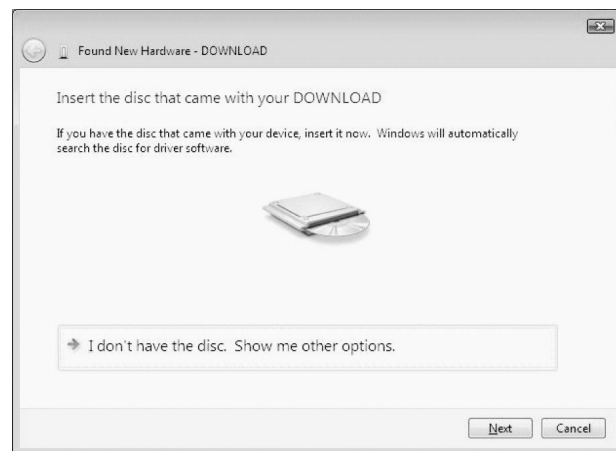 Found New Hardware - DOWNLOAD
Insert the disc that came with your DOWNLOAD
If you have the disc that came with your device, insert it now. Windows will automatically
search the disc for driver software.
I don't have the disc. Show me other options.
Next
Cancel